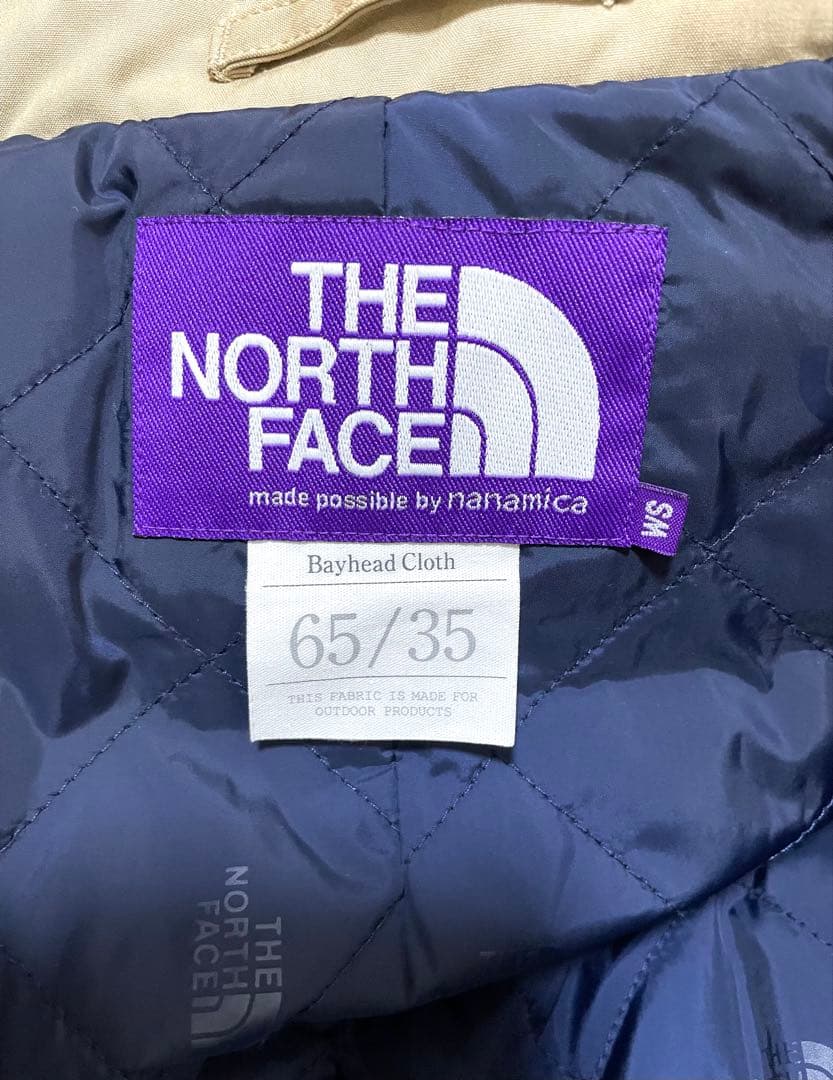 THE
NORTH
FACE
made possible by nanamica
SM
Bayhead Cloth
65/35
THIS FABRIC IS MADE FOR
OUTDOOR PRODUCTS
THE
NORTH
FACE